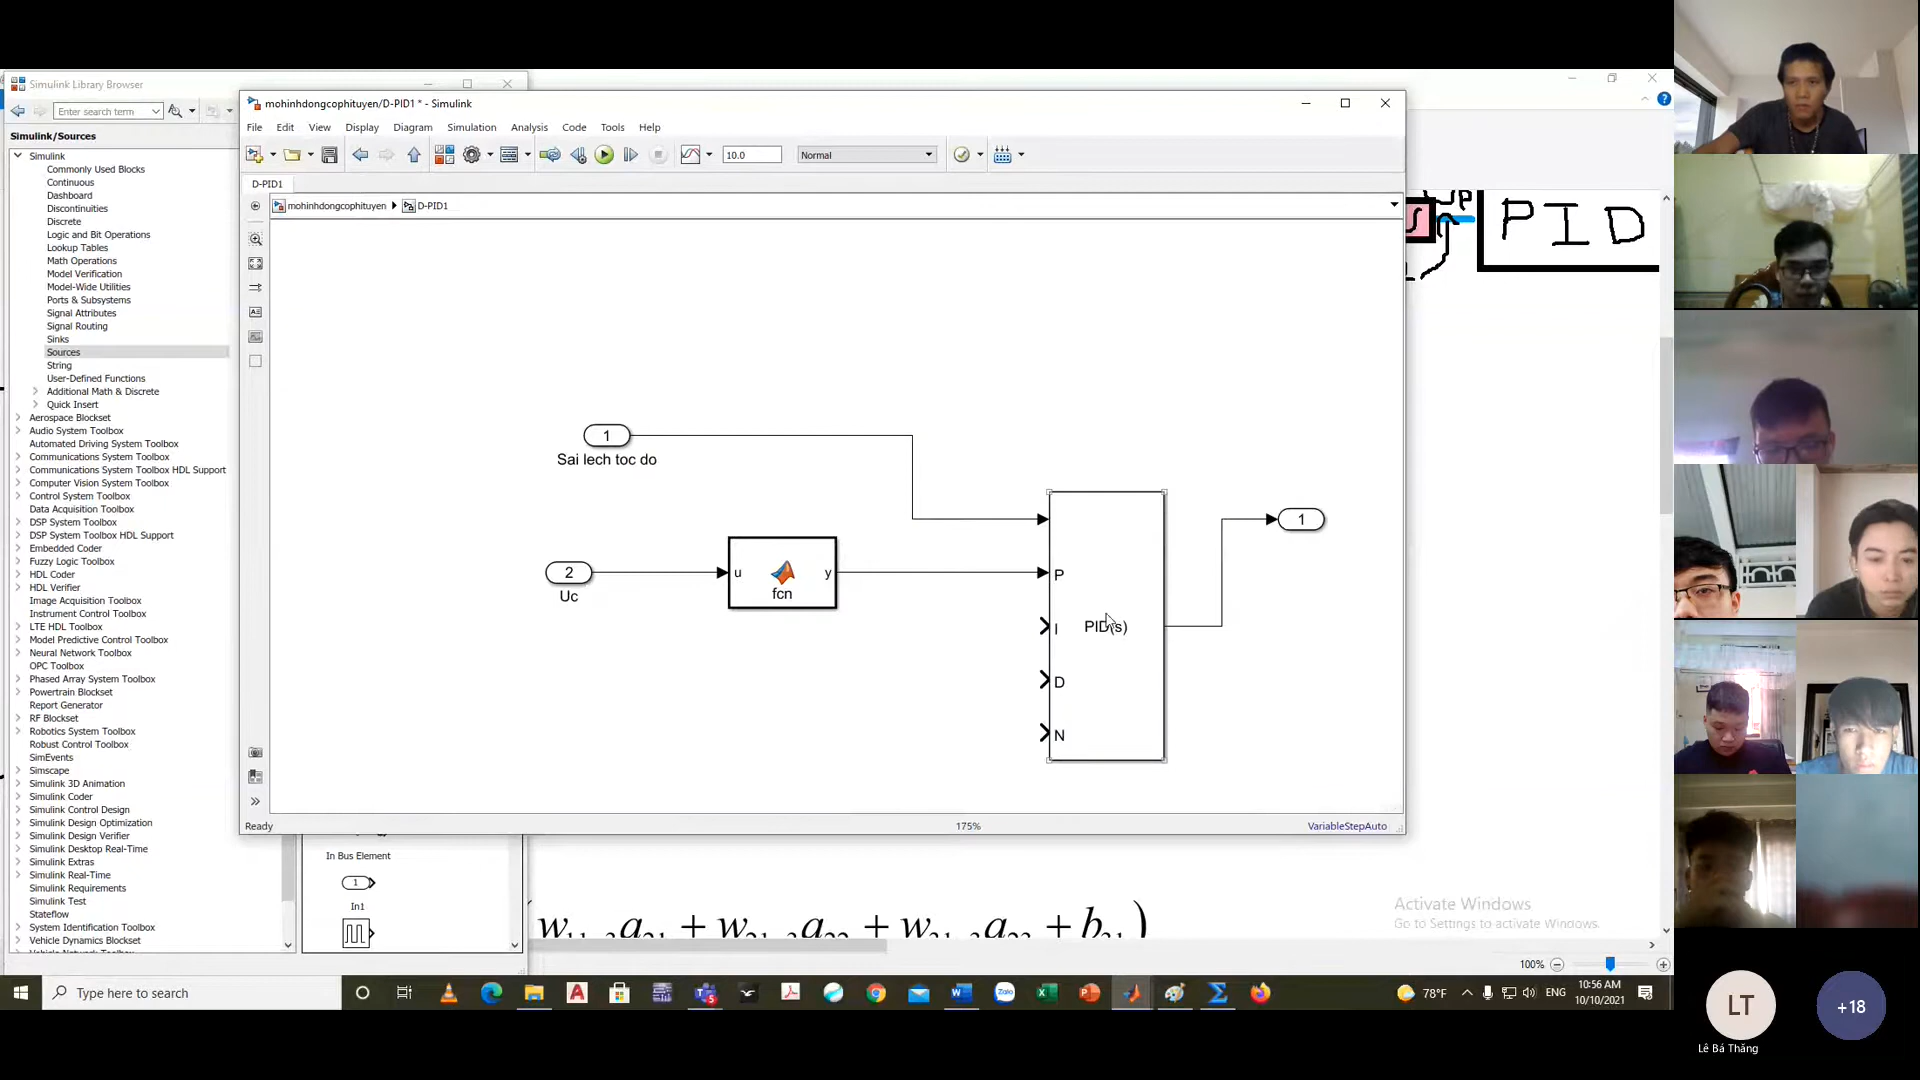 Simulink Library Browser
Enter search term
Simulink/Sources
Simulink
Commonly Used Blocks
Continuous
Dashboard
Discontinuities
Discrete
Logic and Bit Operations
Lookup Tables
Math Operations
Model Verification
Model-Wide Utilities
Ports & Subsystems
Signal Attributes
Signal Routing
Sinks
Sources
String
User-Defined Functions
Additional Math & Discrete
Quick Insert
Aerospace Blockset
Audio System Toolbox
Automated Driving System Toolbox
Communications System Toolbox
Communications System Toolbox HDL Support
Computer Vision System Toolbox
Control System Toolbox
Data Acquisition Toolbox
DSP System Toolbox
DSP System Toolbox HDL Support
Embedded Coder
Fuzzy Logic Toolbox
HDL Coder
HDL Verifier
Image Acquisition Toolbox
Instrument Control Toolbox
LTE HDL Toolbox
Model Predictive Control Toolbox
Neural Network Toolbox
OPC Toolbox
Phased Array System Toolbox
Powertrain Blockset
Report Generator
RF Blockset
Robotics System Toolbox
Robust Control Toolbox
SimEvents
Simscape
Simulink 3D Animation
Simulink Coder
Simulink Control Design
Simulink Design Optimization
Simulink Design Verifier
Simulink Desktop Real-Time
Simulink Extras
Simulink Real-Time
Simulink Requirements
Simulink Test
Stateflow
System Identification Toolbox
Vehicle Dynamics Blockset
In Bus Element
1
In1
mohinhdongcophituyen/D-PID1 * - Simulink
File Edit View Display Diagram Simulation Analysis Code Tools Help
10.0
Normal
D-PID1
mohinhdongcophituyen
D-PID1
1
Sai lech toc do
2
Uc
u
fcn
y
P
I
D
N
PID(s)
1
Ready
175%
VariableStepAuto
PID
Activate Windows
Go to Settings to activate Windows.
100%
Type here to search
78°F
ENG
10:56 AM
10/10/2021
LT
+18
Lê Bá Thăng